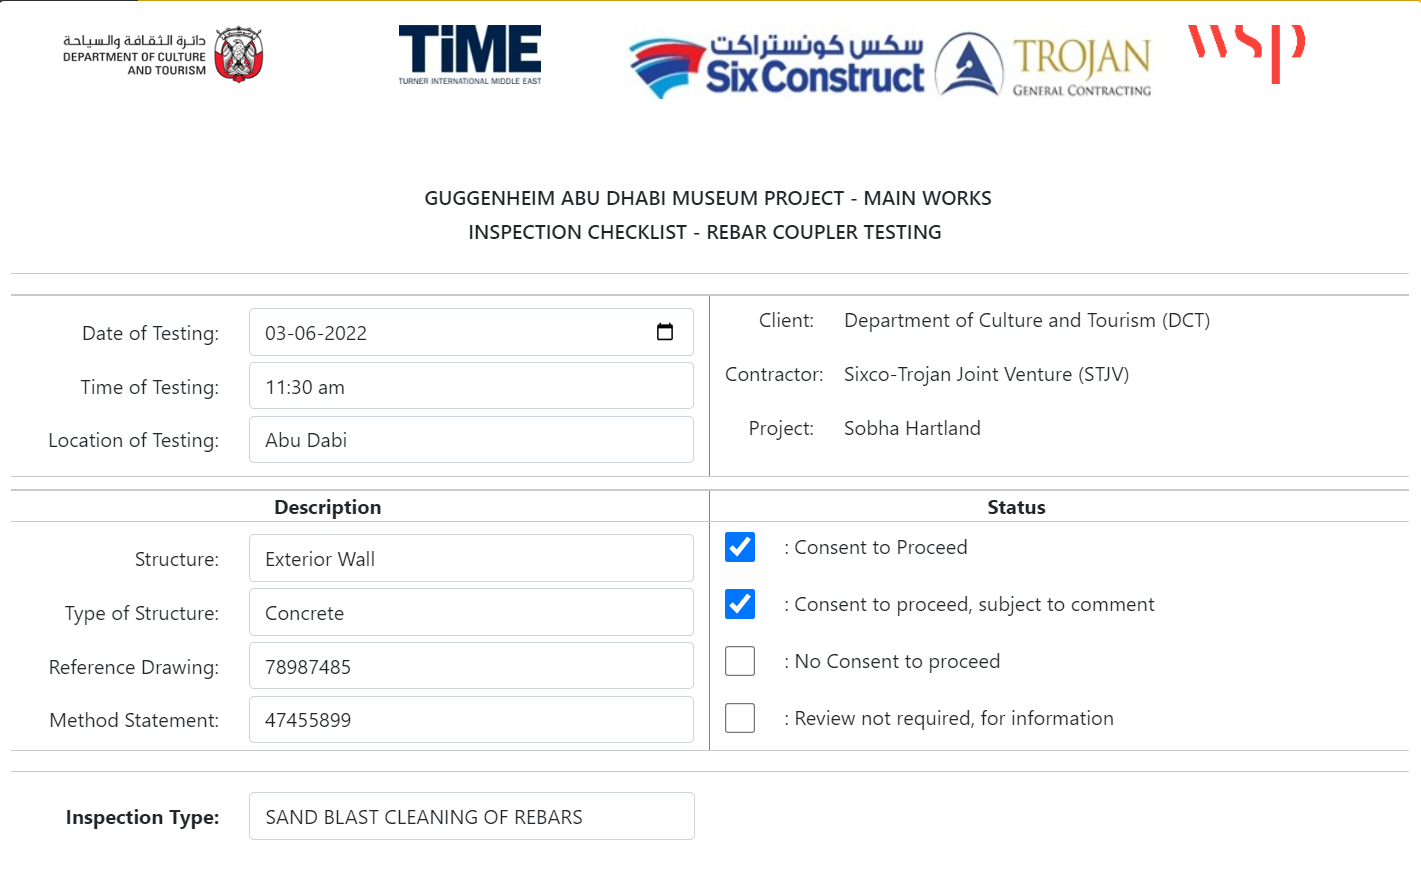 دائرة الثقافة والسياحة
DEPARTMENT OF CULTURE
AND TOURISM
TiME
TURNER INTERNATIONAL MIDDLE EAST
سكس كونستراكت
Six Construct
TROJAN
GENERAL CONTRACTING
wsp
GUGGENHEIM ABU DHABI MUSEUM PROJECT - MAIN WORKS
INSPECTION CHECKLIST - REBAR COUPLER TESTING
Date of Testing: 03-06-2022
Time of Testing: 11:30 am
Location of Testing: Abu Dabi
Client: Department of Culture and Tourism (DCT)
Contractor: Sixco-Trojan Joint Venture (STJV)
Project: Sobha Hartland
Description
Structure: Exterior Wall
Type of Structure: Concrete
Reference Drawing: 78987485
Method Statement: 47455899
Status
: Consent to Proceed
: Consent to proceed, subject to comment
: No Consent to proceed
: Review not required, for information
Inspection Type: SAND BLAST CLEANING OF REBARS